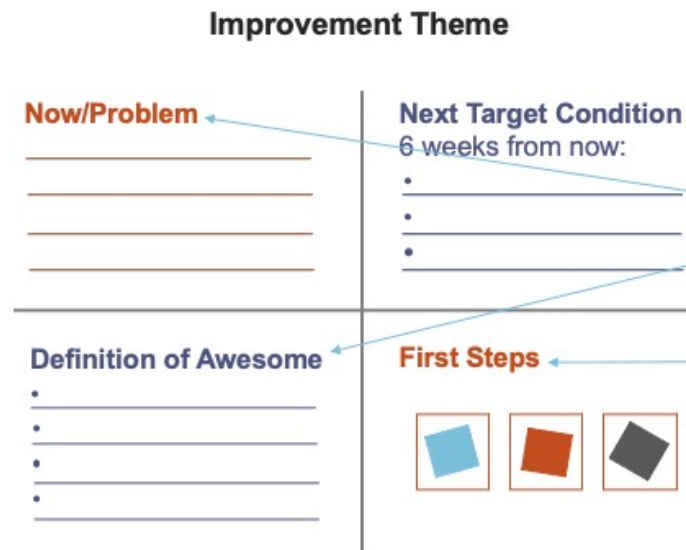 Improvement Theme
Now/Problem
Next Target Condition
6 weeks from now:
Definition of Awesome
First Steps